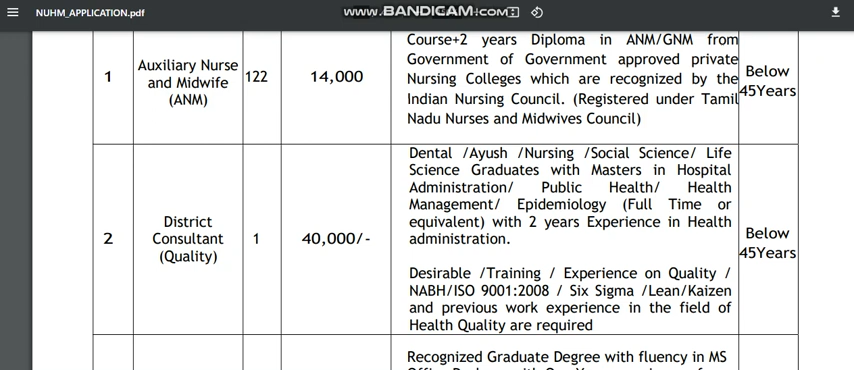 NUHM_APPLICATION.pdf
www.BANDICAM.com
Course+2 years Diploma in ANM/GNM from
Government of Government approved private
Nursing Colleges which are recognized by the
Indian Nursing Council. (Registered under Tamil
Nadu Nurses and Midwives Council)
1
Auxiliary Nurse
and Midwife
(ANM)
122
14,000
Below
45Years
2
District
Consultant
(Quality)
1
40,000/-
Dental /Ayush /Nursing /Social Science/ Life
Science Graduates with Masters in Hospital
Administration/ Public Health/ Health
Management/ Epidemiology (Full Time or
equivalent) with 2 years Experience in Health
administration.
Desirable /Training / Experience on Quality /
NABH/ISO 9001:2008 / Six Sigma /Lean/Kaizen
and previous work experience in the field of
Health Quality are required
Below
45Years
Recognized Graduate Degree with fluency in MS